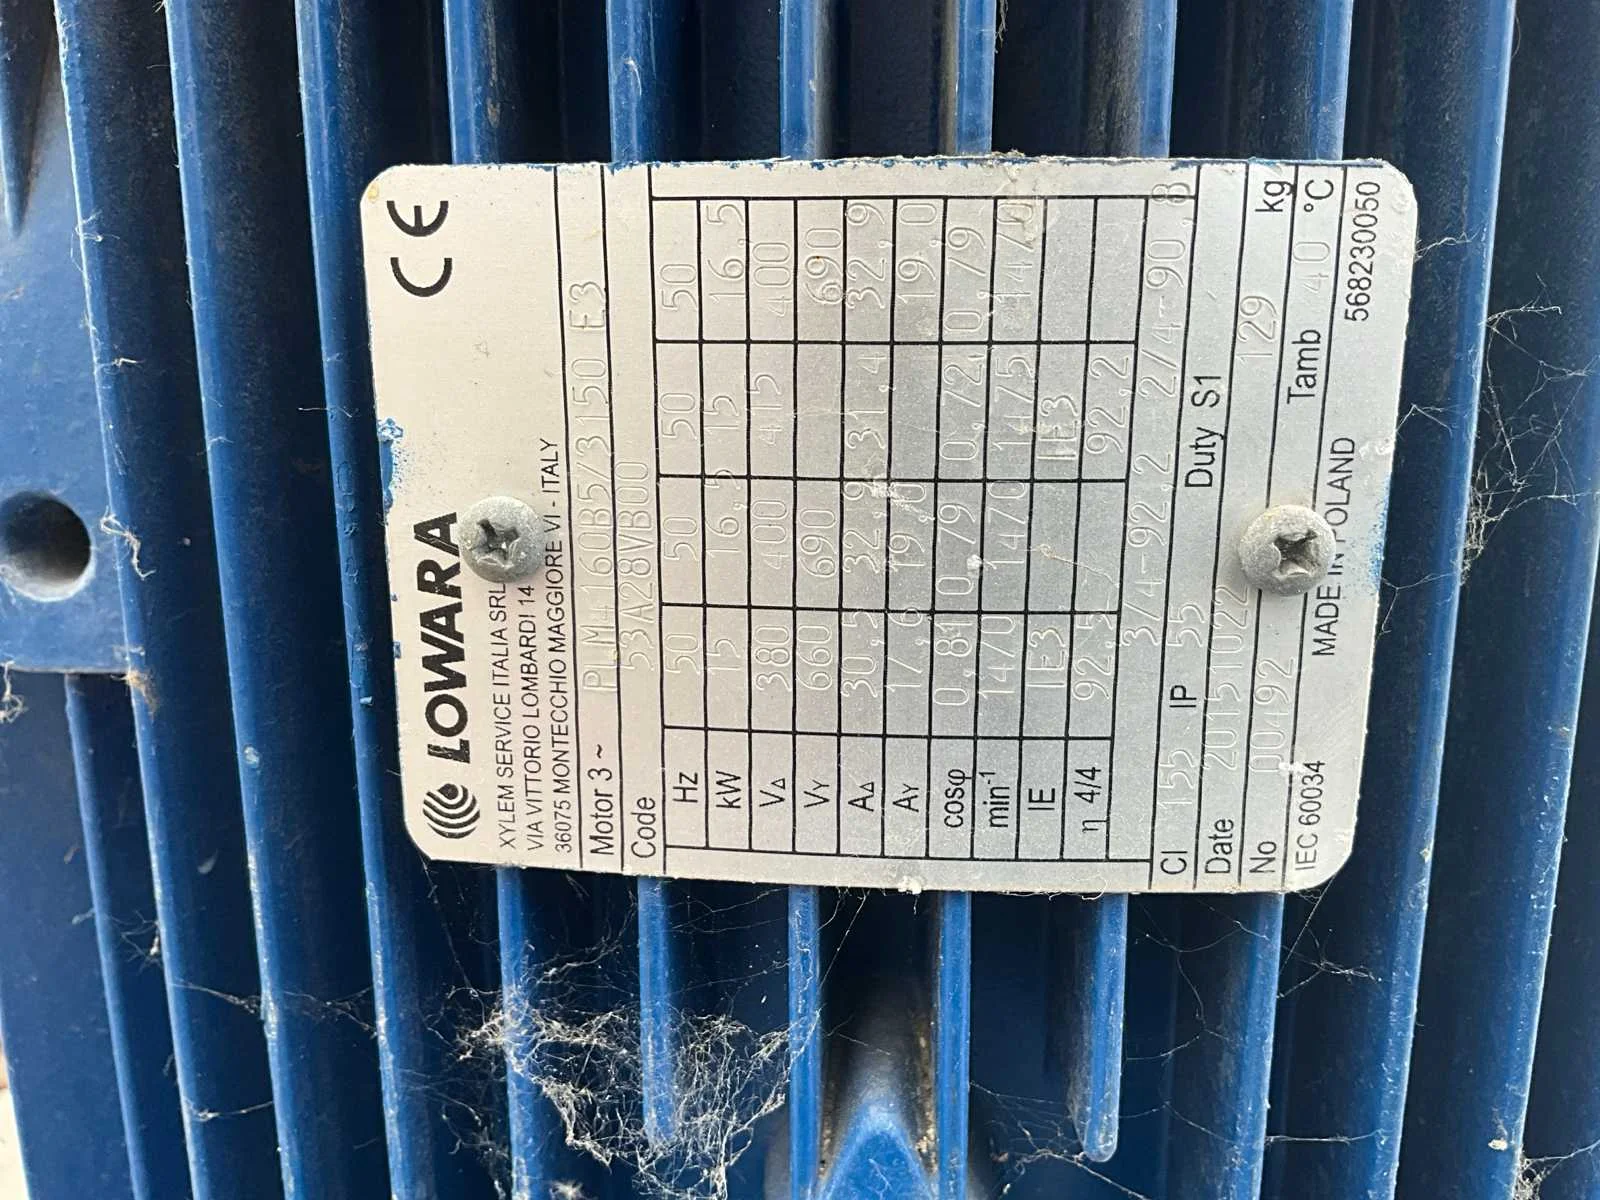 LOWARA CE
XYLEM SERVICE ITALIA SRL
VIA VITTORIO LOMBARDI 14
36075 MONTECCHIO MAGGIORE VI - ITALY
Motor 3 ~ PLM4160B5/3150 E3
Code 53A28VB00
Hz 50 50 50 50
kW 15 16,5 15 16,5
VΔ 380 400 415 400
VY 660 690 690
AΔ 30,5 32,9 31,4 32,9
AY 17,6 19,0 19,0
cosφ 0,81 0,79 0,72 0,79
min-1 1470 1470 1475 1470
IE IE3 IE3
η 4/4 92,5 92,2
3/4-92,2 2/4-90,8
Cl 155 IP 55 Duty S1
Date 20151022 129 kg
No 00492 Tamb 40 °C
IEC 60034 MADE IN POLAND 568230050